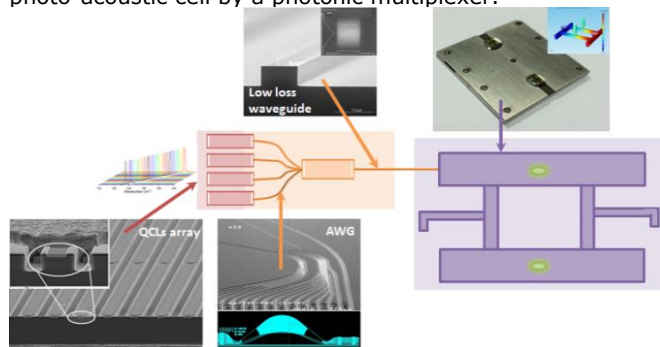 photo-acoustic cell by a photonic multiplexer.
Low loss
waveguide
QCLs array
AWG